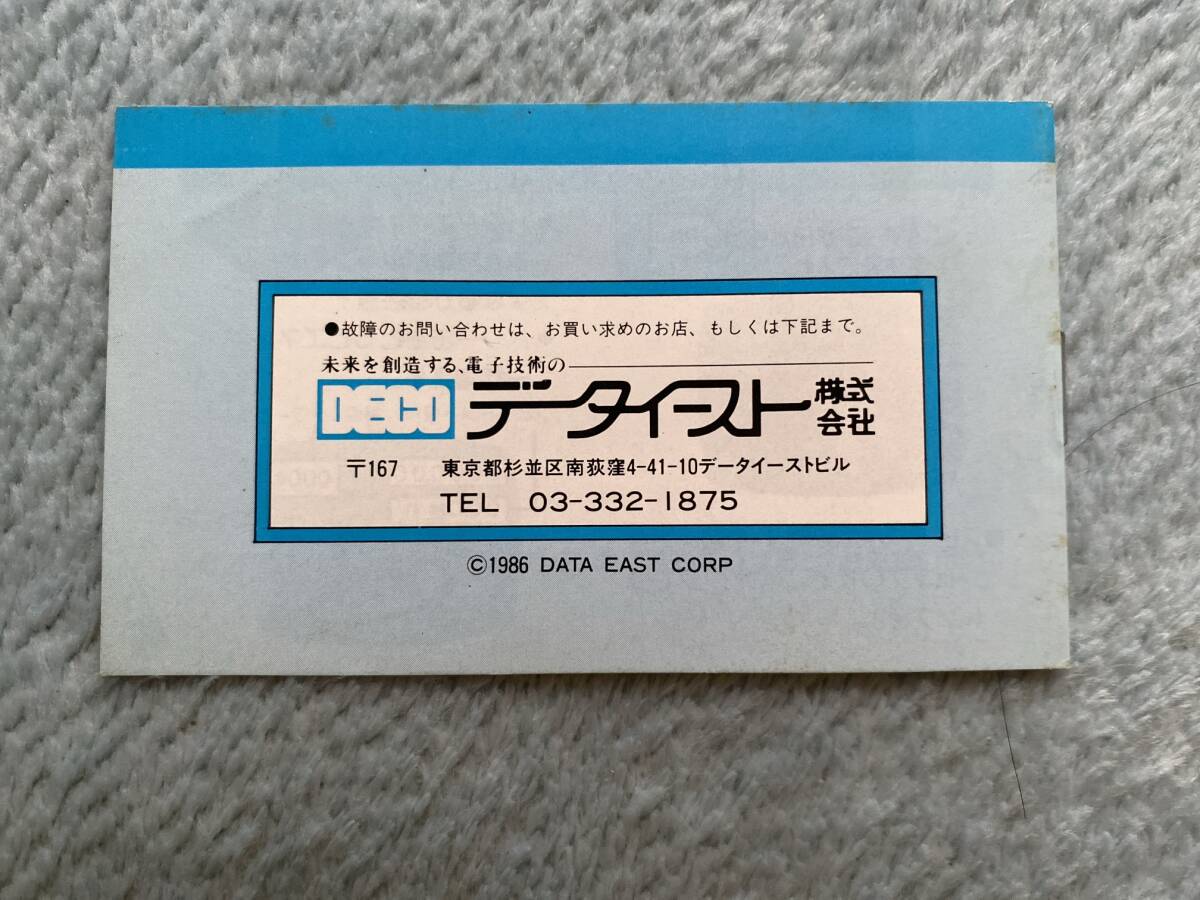 ●故障のお問い合わせは、お買い求めのお店、もしくは下記まで。
未来を創造する、電子技術の
DECO データイースト株式会社
〒167 東京都杉並区南荻窪4-41-10データイーストビル
TEL 03-332-1875
©1986 DATA EAST CORP